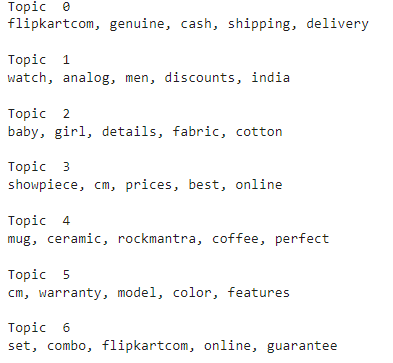 Topic  0
flipkartcom, genuine, cash, shipping, delivery
Topic  1
watch, analog, men, discounts, india
Topic  2
baby, girl, details, fabric, cotton
Topic  3
showpiece, cm, prices, best, online
Topic  4
mug, ceramic, rockmantra, coffee, perfect
Topic  5
cm, warranty, model, color, features
Topic  6
set, combo, flipkartcom, online, guarantee